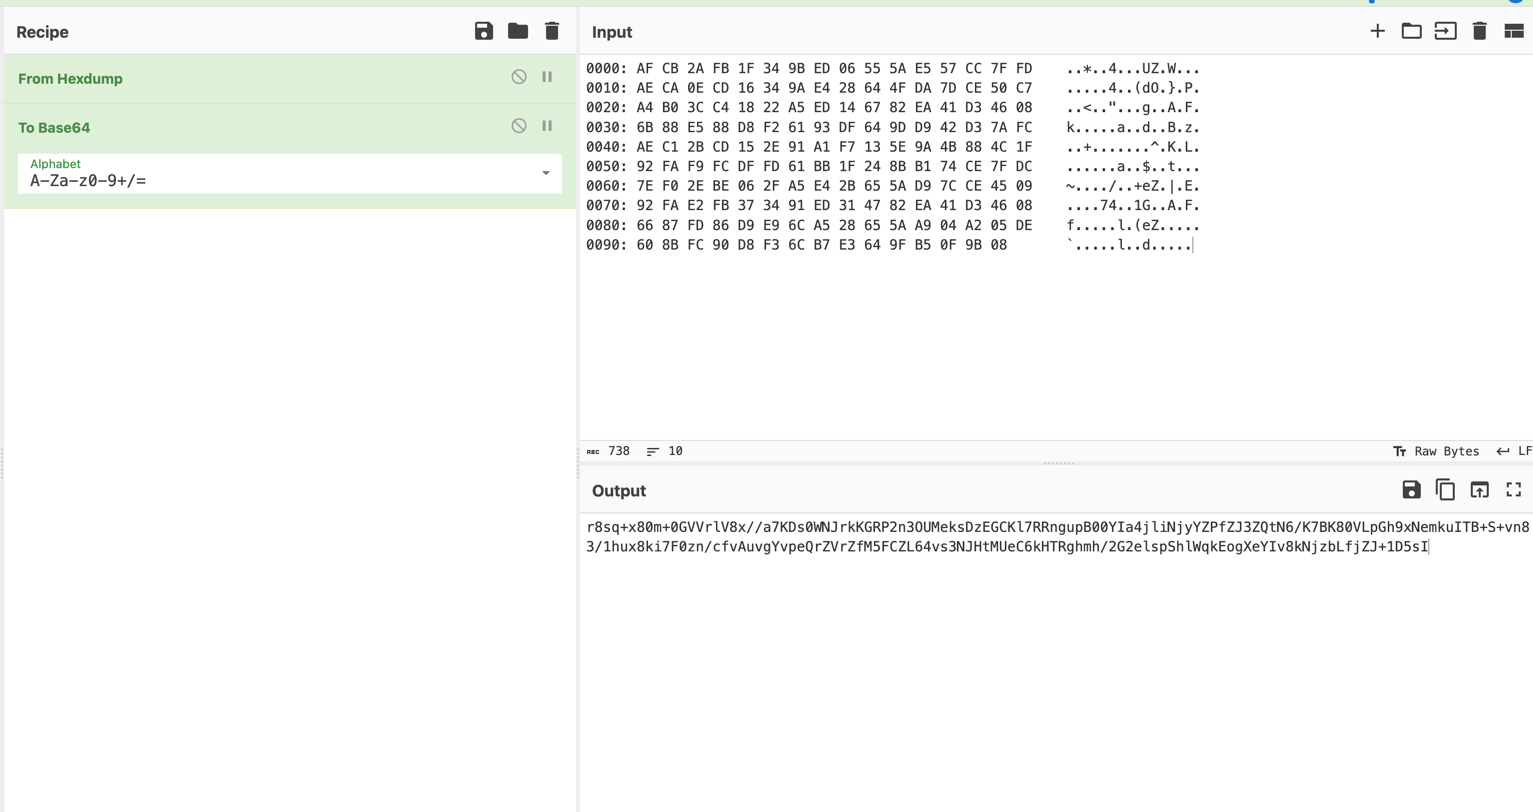 Recipe
From Hexdump
To Base64
Alphabet
A-Za-z0-9+/=
Input
0000: AF CB 2A FB 1F 34 9B ED 06 55 5A E5 57 CC 7F FD    ..*..4...UZ.W...
0010: AE CA 0E CD 16 34 9A E4 28 64 4F DA 7D CE 50 C7    .....4..(dO.}.P.
0020: A4 B0 3C C4 18 22 A5 ED 14 67 82 EA 41 D3 46 08    ..<.."...g..A.F.
0030: 6B 88 E5 88 D8 F2 61 93 DF 64 9D D9 42 D3 7A FC    k.....a..d..B.z.
0040: AE C1 2B CD 15 2E 91 A1 F7 13 5E 9A 4B 88 4C 1F    ..+.......^.K.L.
0050: 92 FA F9 FC DF FD 61 BB 1F 24 8B B1 74 CE 7F DC    ......a..$..t...
0060: 7E F0 2E BE 06 2F A5 E4 2B 65 5A D9 7C CE 45 09    ~..../..+eZ.|.E.
0070: 92 FA E2 FB 37 34 91 ED 31 47 82 EA 41 D3 46 08    ....74..1G..A.F.
0080: 66 87 FD 86 D9 E9 6C A5 28 65 5A A9 04 A2 05 DE    f.....l.(eZ.....
0090: 60 8B FC 90 D8 F3 6C B7 E3 64 9F B5 0F 9B 08    `.....l..d.....
ABC 738 10
Raw Bytes LF
Output
r8sq+x80m+0GVVrlV8x//a7KDs0WNJrkKGRP2n3OUMeksDzEGCKl7RRngupB00YIa4jliNjyYZPfZJ3ZQtN6/K7BK80VLpGh9xNemkuITB+S+vn8
3/1hux8ki7F0zn/cfvAuvgYvpeQrZVrZfM5FCZL64vs3NJHtMUeC6kHTRghmh/2G2elspShlWqkEogXeYIv8kNjzbLfjZJ+1D5sI